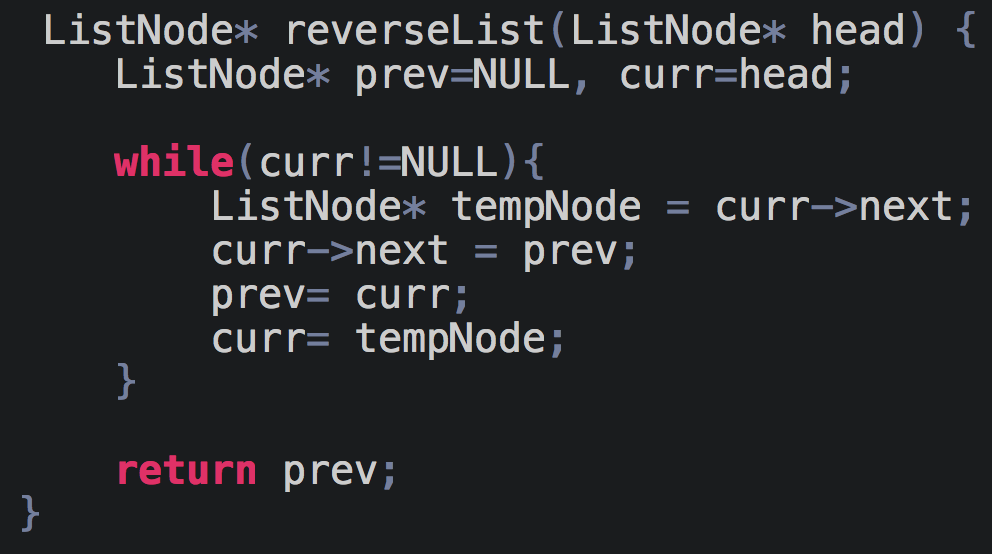 ListNode* reverseList(ListNode* head) {
ListNode* prev=NULL, curr=head;
while(curr!=NULL){
ListNode* tempNode = curr->next;
curr->next = prev;
prev= curr;
curr= tempNode;
}
return prev;
}